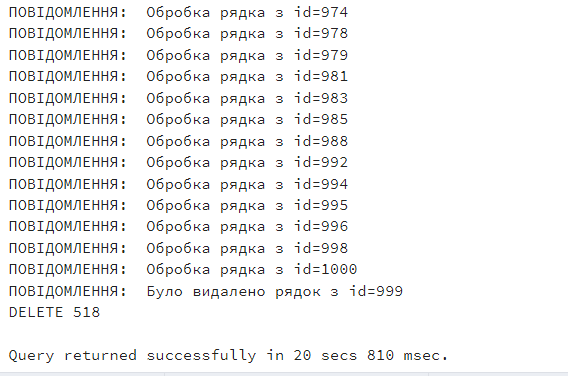 ПОВІДОМЛЕННЯ:  Обробка рядка з id=974
ПОВІДОМЛЕННЯ:  Обробка рядка з id=978
ПОВІДОМЛЕННЯ:  Обробка рядка з id=979
ПОВІДОМЛЕННЯ:  Обробка рядка з id=981
ПОВІДОМЛЕННЯ:  Обробка рядка з id=983
ПОВІДОМЛЕННЯ:  Обробка рядка з id=985
ПОВІДОМЛЕННЯ:  Обробка рядка з id=988
ПОВІДОМЛЕННЯ:  Обробка рядка з id=992
ПОВІДОМЛЕННЯ:  Обробка рядка з id=994
ПОВІДОМЛЕННЯ:  Обробка рядка з id=995
ПОВІДОМЛЕННЯ:  Обробка рядка з id=996
ПОВІДОМЛЕННЯ:  Обробка рядка з id=998
ПОВІДОМЛЕННЯ:  Обробка рядка з id=1000
ПОВІДОМЛЕННЯ:  Було видалено рядок з id=999
DELETE 518
Query returned successfully in 20 secs 810 msec.